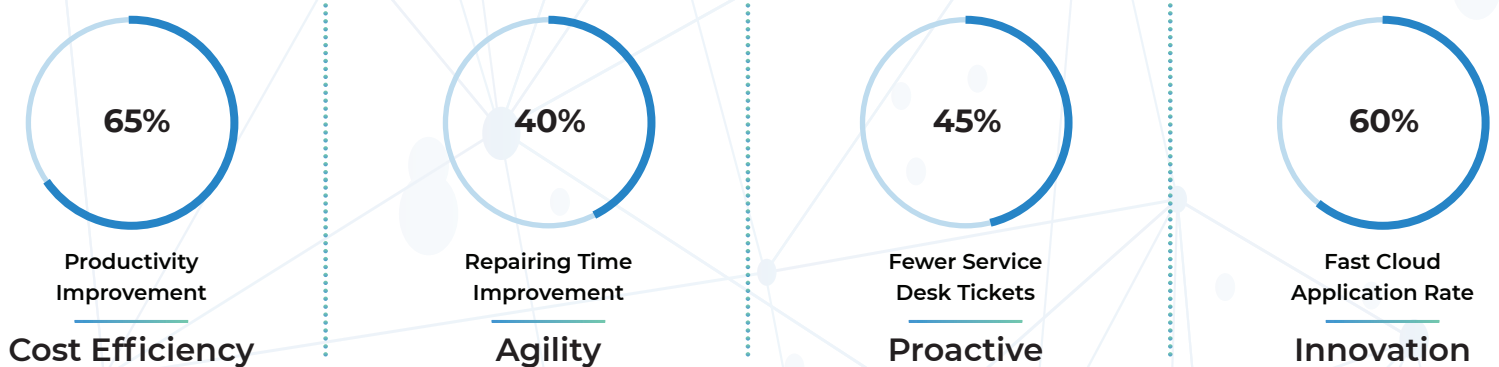 65%
Productivity
Improvement
Cost Efficiency
40%
Repairing Time
Improvement
Agility
45%
Fewer Service
Desk Tickets
Proactive
60%
Fast Cloud
Application Rate
Innovation